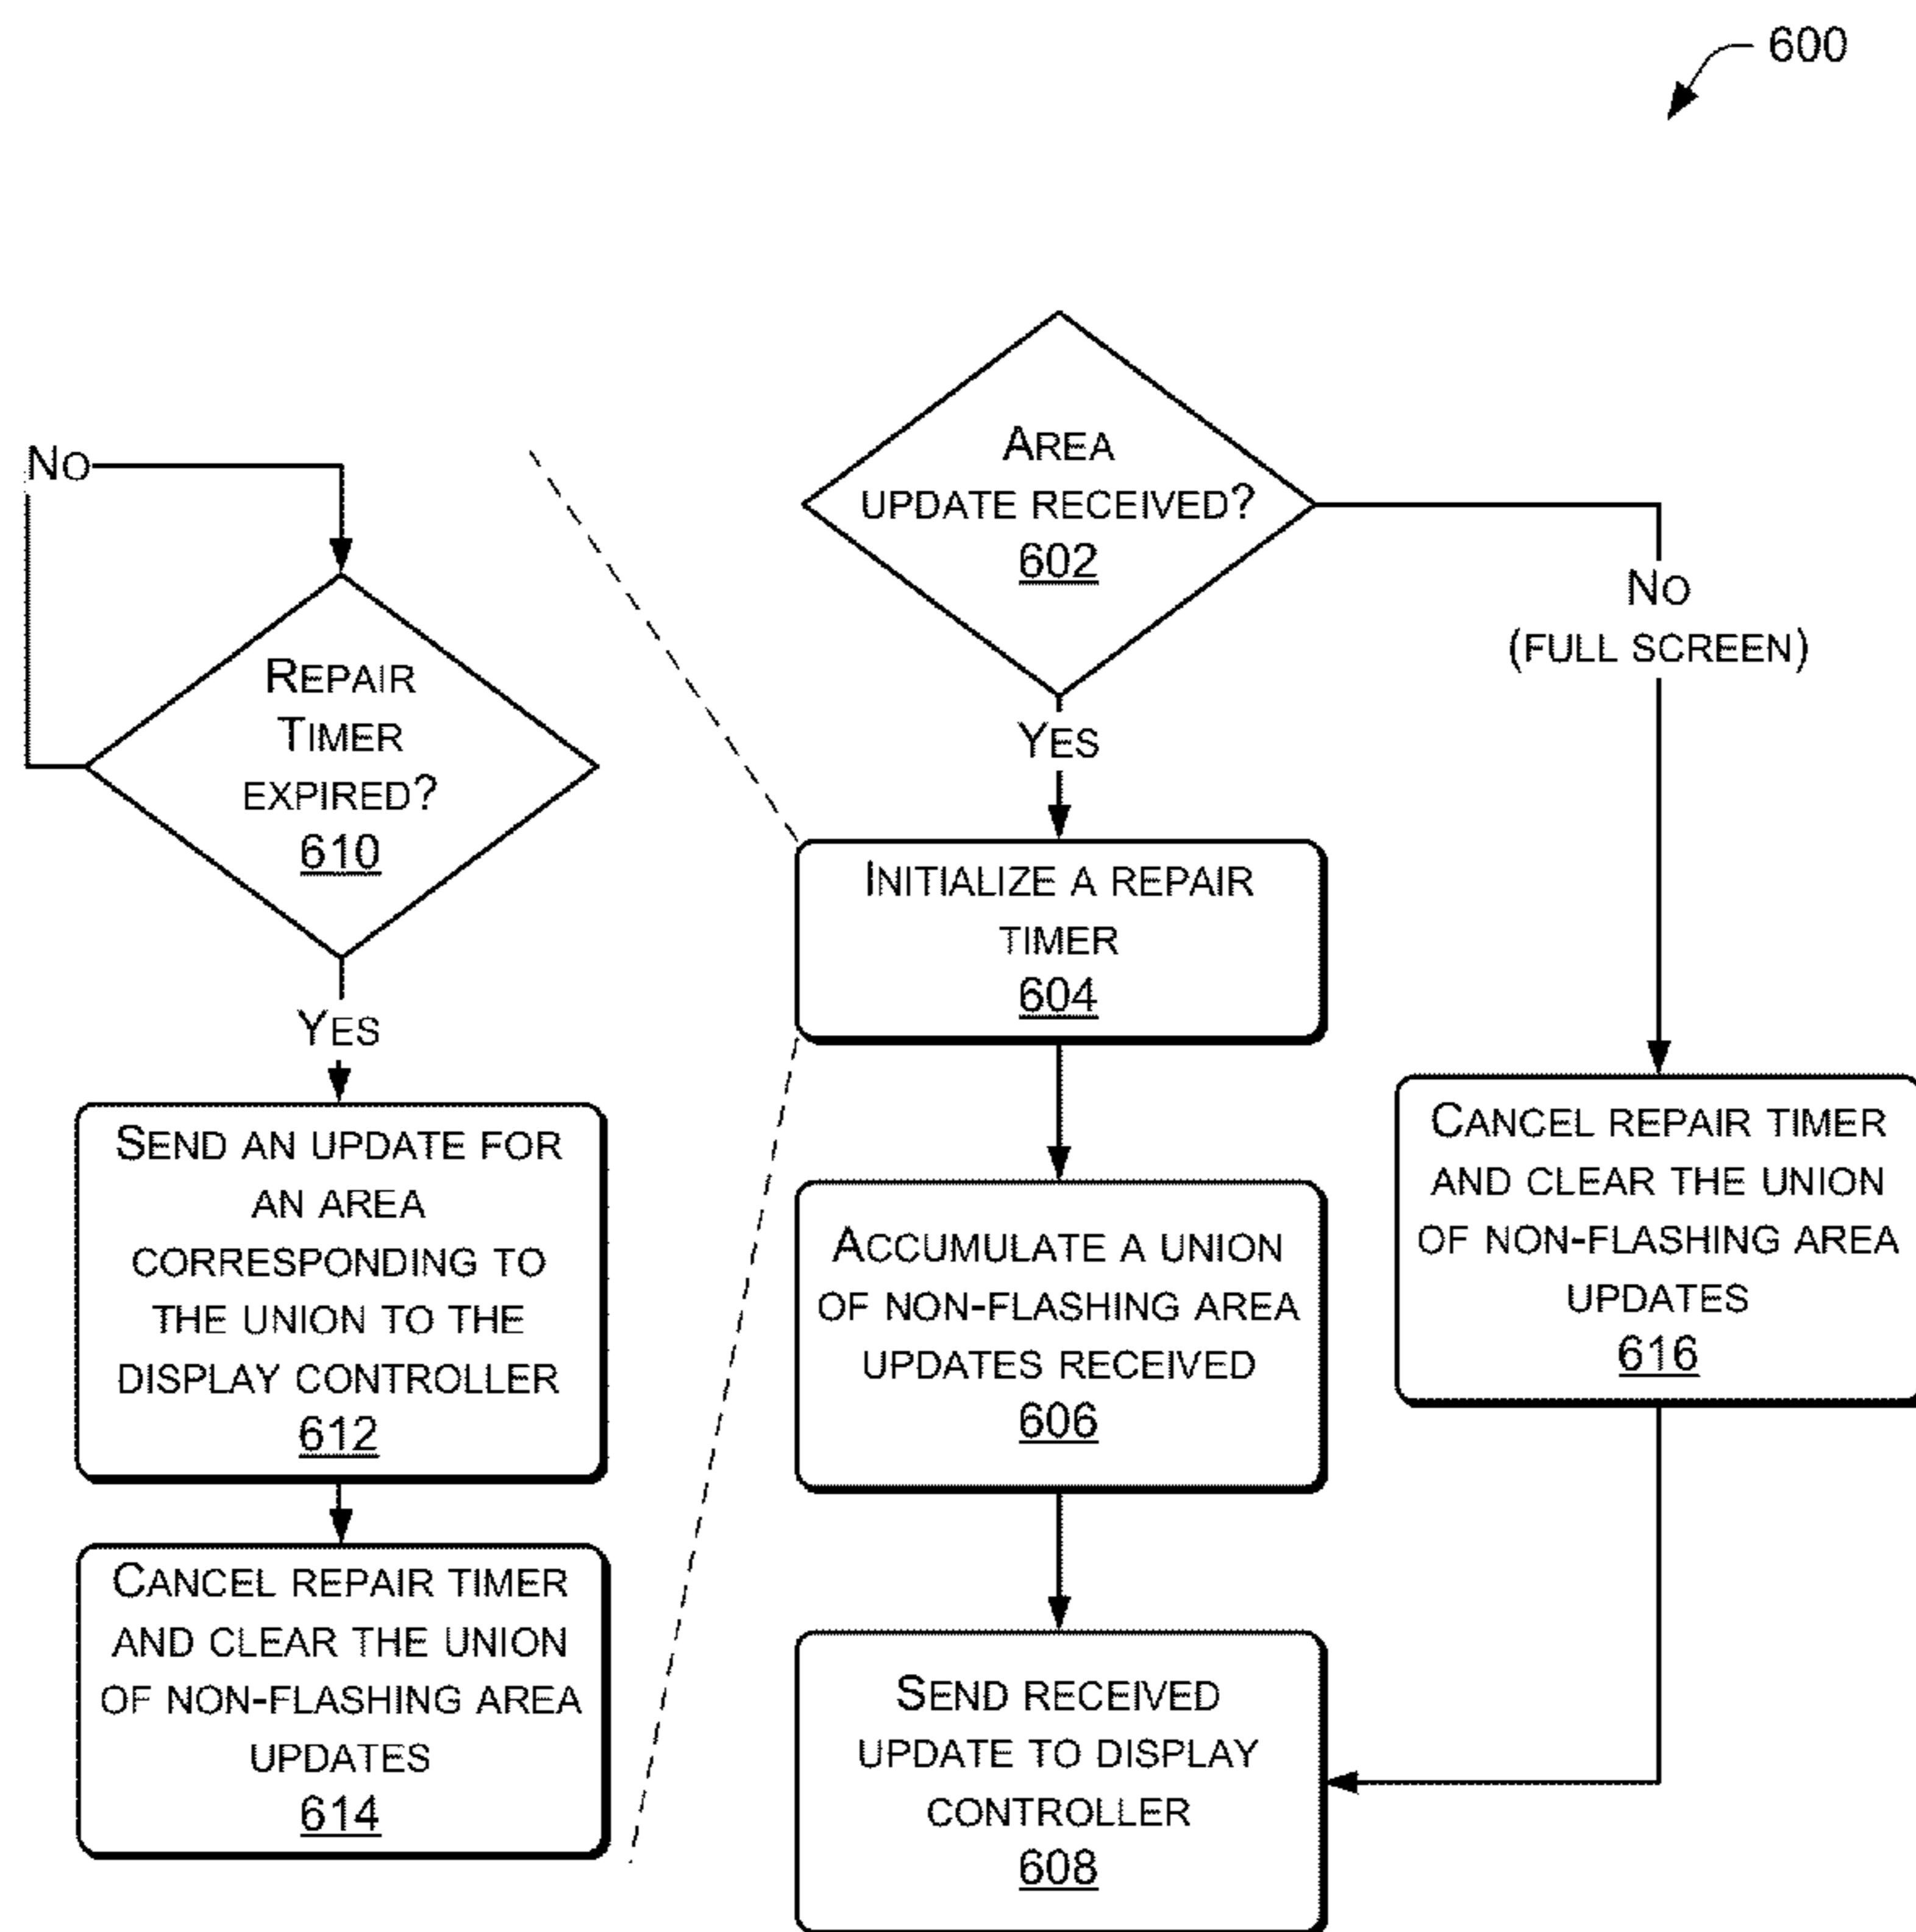 600
No
Repair
Timer
expired?
610
Yes
Send an update for
an area
corresponding to
the union to the
display controller
612
Cancel repair timer
and clear the union
of non-flashing area
updates
614
Area
update received?
602
Yes
Initialize a repair
timer
604
Accumulate a union
of non-flashing area
updates received
606
Send received
update to display
controller
608
No
(full screen)
Cancel repair timer
and clear the union
of non-flashing area
updates
616